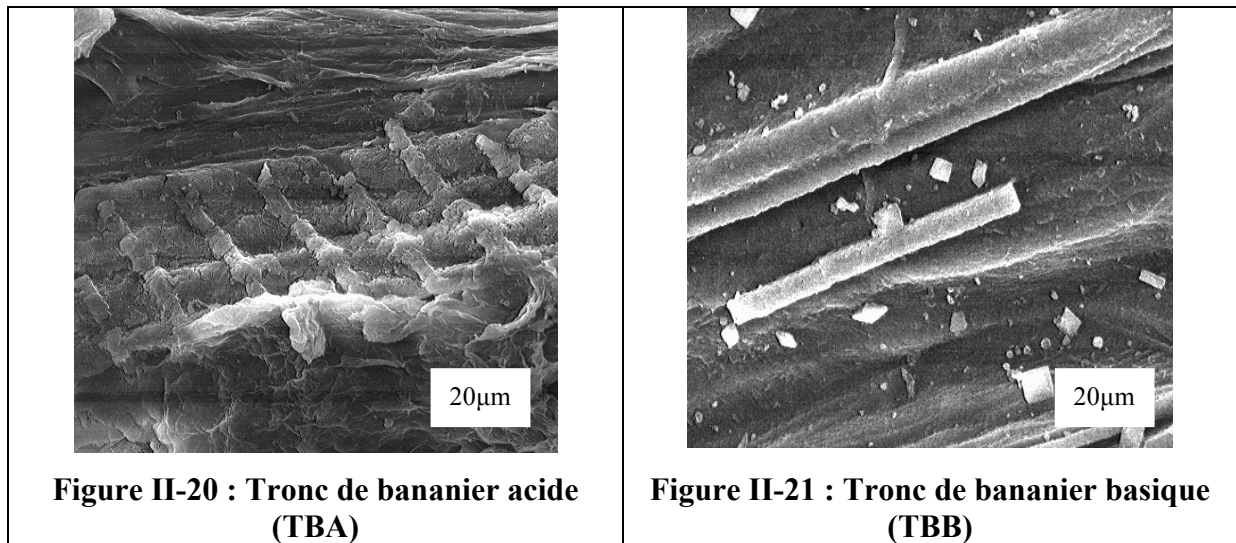 20μm
20μm
Figure II-20 : Tronc de bananier acide
(TBA)
Figure II-21 : Tronc de bananier basique
(TBB)